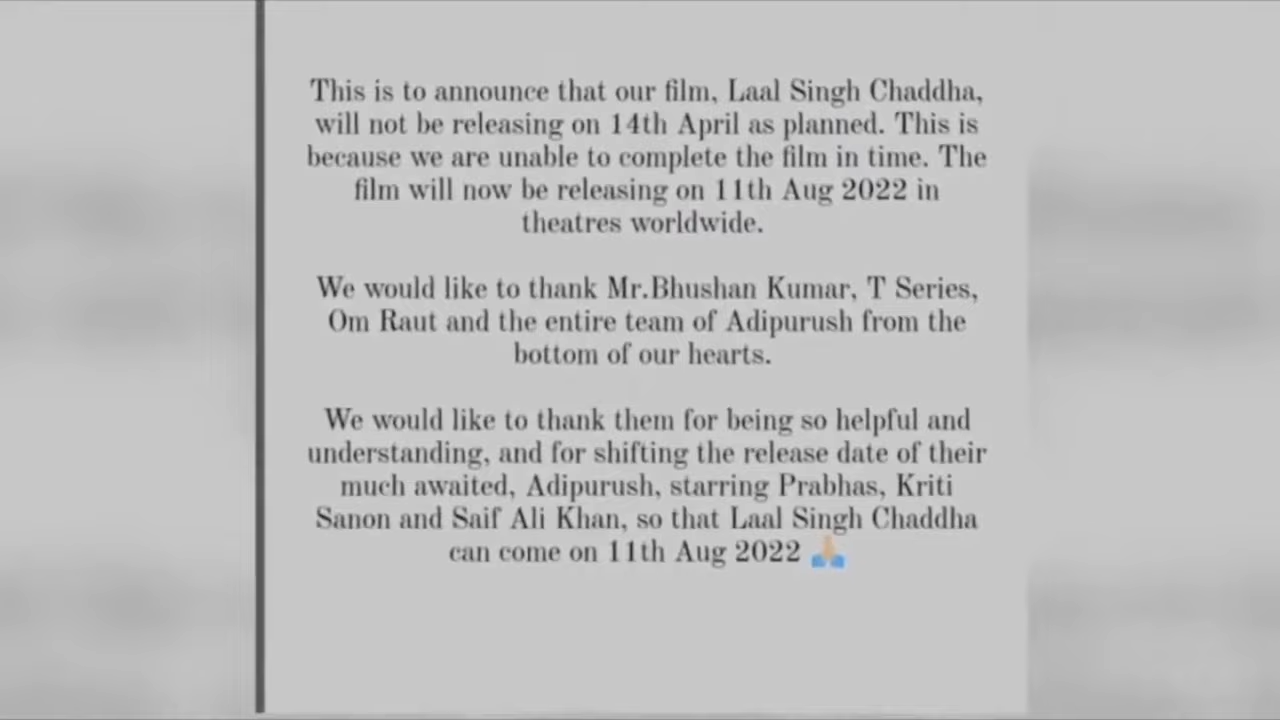 This is to announce that our film, Laal Singh Chaddha,
will not be releasing on 14th April as planned. This is
because we are unable to complete the film in time. The
film will now be releasing on 11th Aug 2022 in
theatres worldwide.
We would like to thank Mr.Bhushan Kumar, T Series,
Om Raut and the entire team of Adipurush from the
bottom of our hearts.
We would like to thank them for being so helpful and
understanding, and for shifting the release date of their
much awaited, Adipurush, starring Prabhas, Kriti
Sanon and Saif Ali Khan, so that Laal Singh Chaddha
can come on 11th Aug 2022 🙏